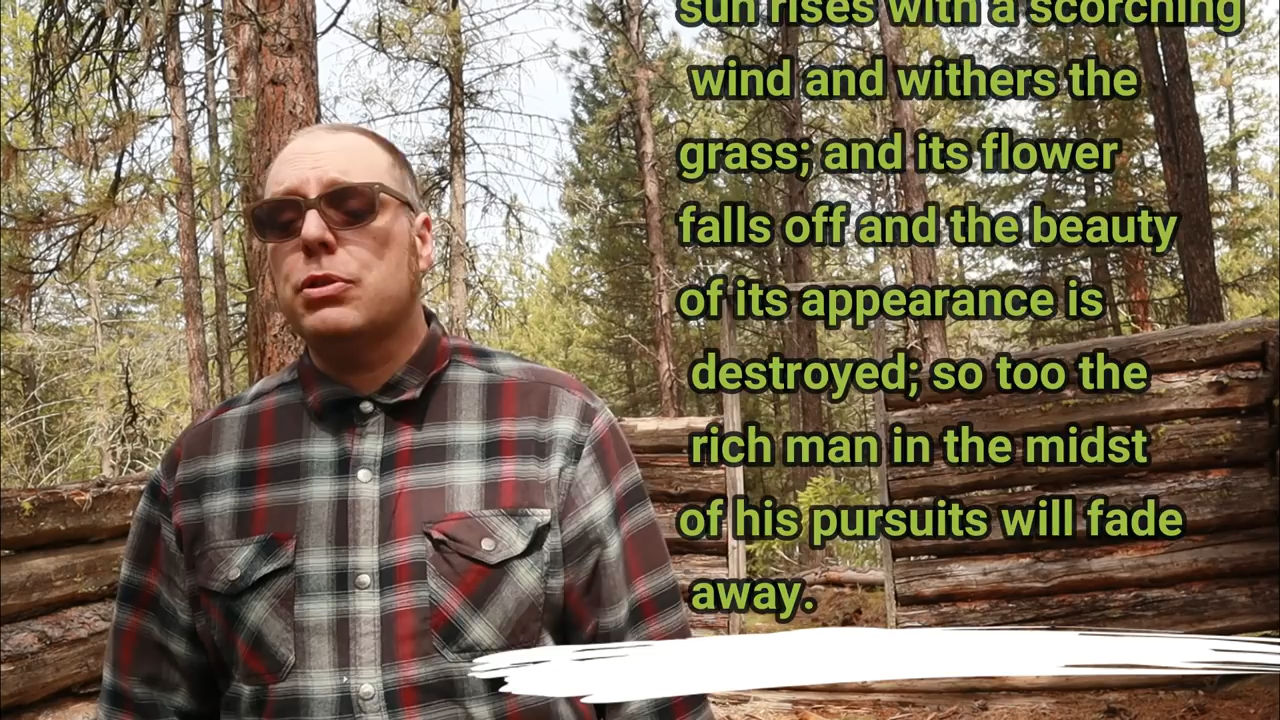 sun rises with a scorching
wind and withers the
grass; and its flower
falls off and the beauty
of its appearance is
destroyed; so too the
rich man in the midst
of his pursuits will fade
away.